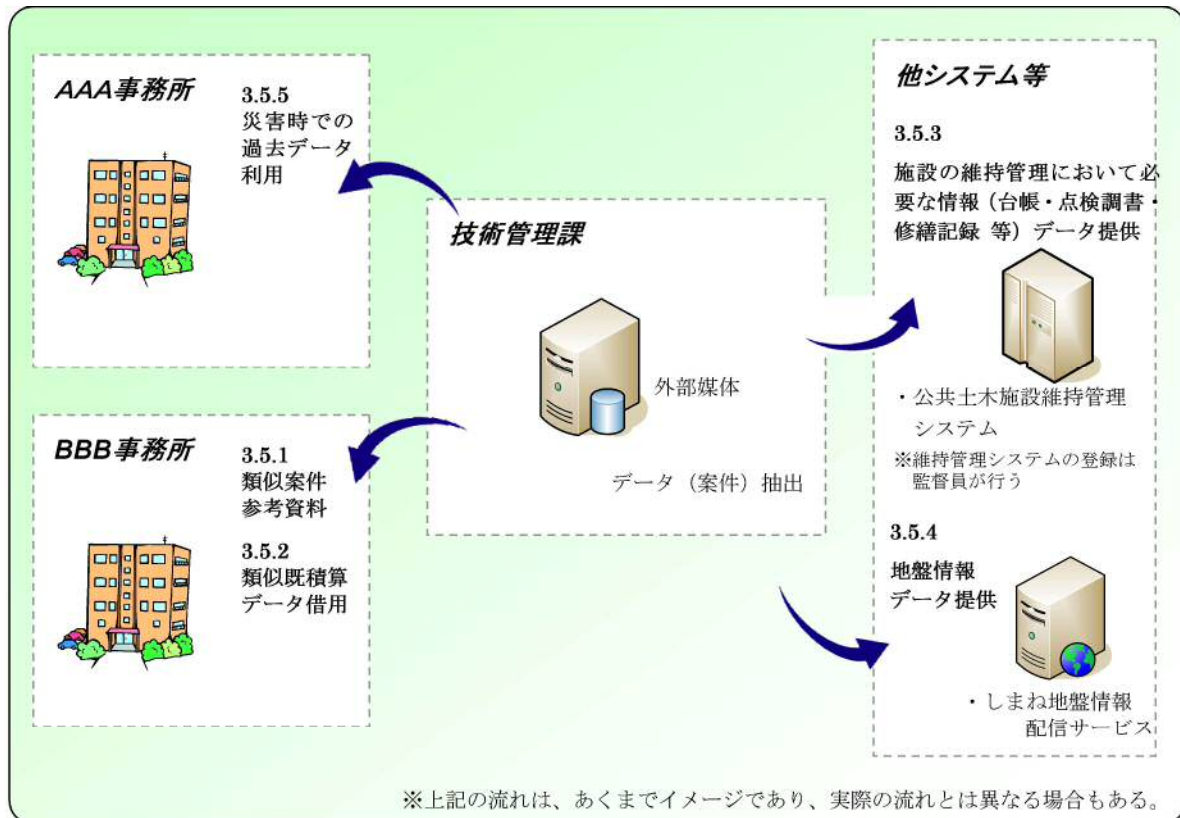 AAA事務所
3.5.5
災害時での
過去データ
利用
BBB事務所
3.5.1
類似案件
参考資料
3.5.2
類似既積算
データ借用
技術管理課
外部媒体
データ（案件）抽出
他システム等
3.5.3
施設の維持管理において必
要な情報（台帳・点検調書・
修繕記録 等）データ提供
・公共土木施設維持管理
システム
※維持管理システムの登録は
監督員が行う
3.5.4
地盤情報
データ提供
・しまね地盤情報
配信サービス
※上記の流れは、あくまでイメージであり、実際の流れとは異なる場合もある。